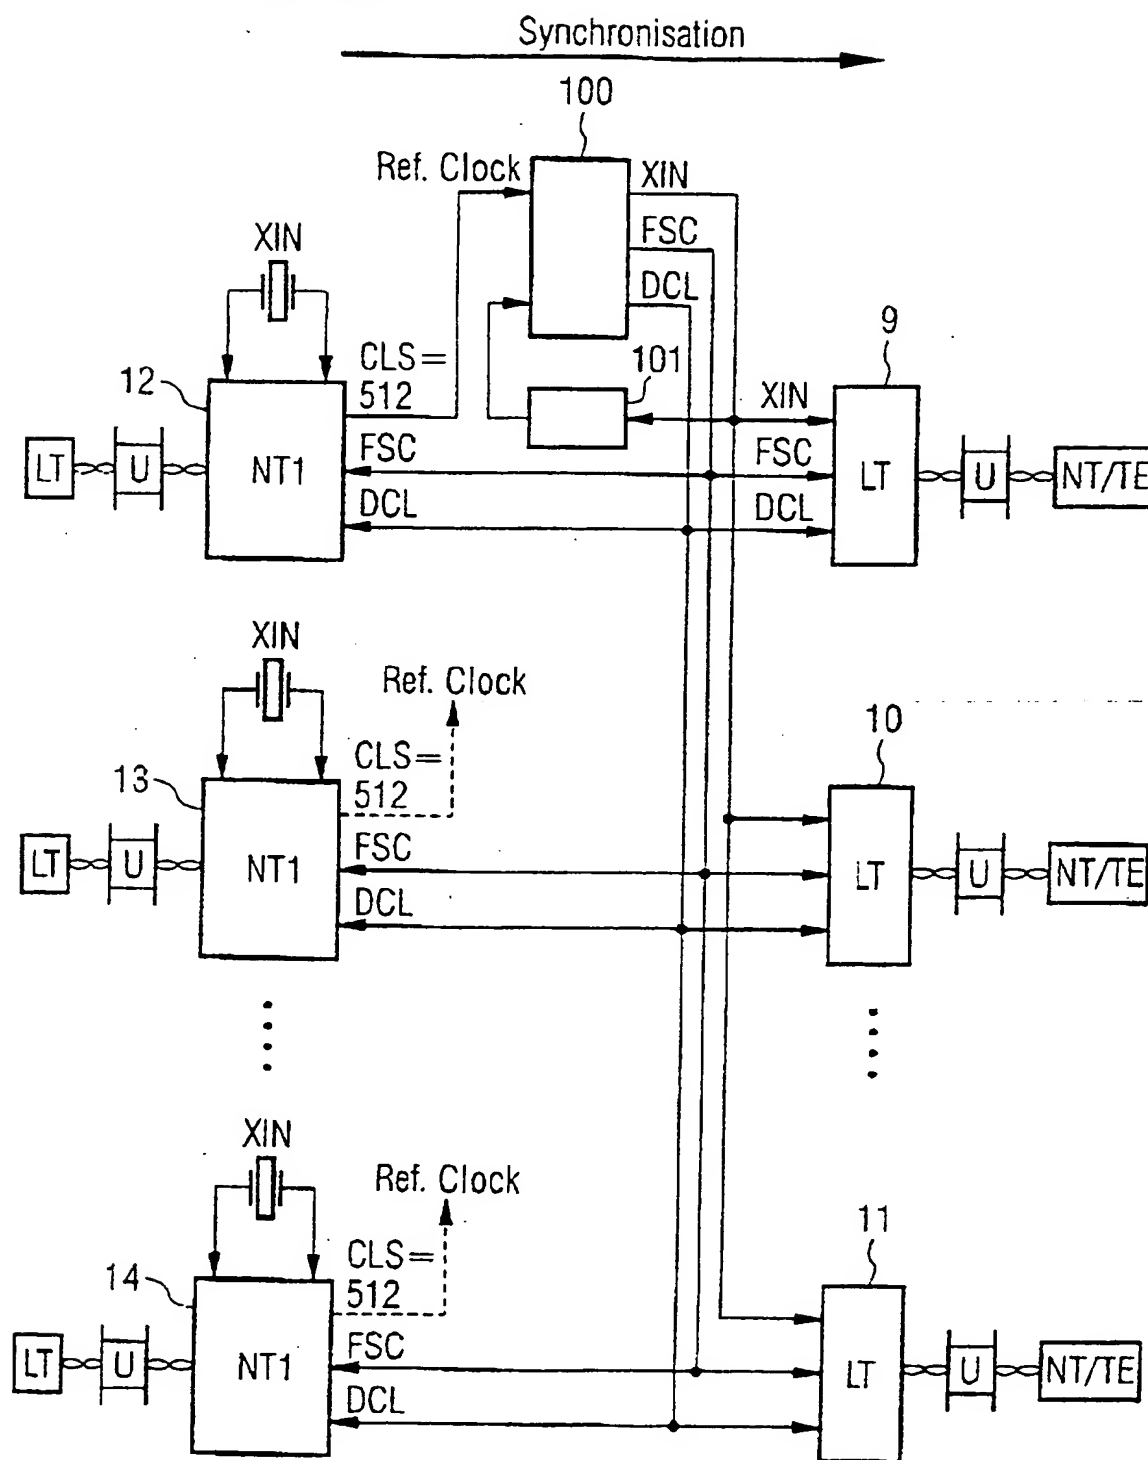 Synchronisation
100
Ref. Clock
XIN
FSC
DCL
XIN
9
101
CLS=
512
12
XIN
LT
U
NT1
FSC
FSC
LT
U
NT/TE
DCL
DCL
XIN
Ref. Clock
10
CLS=
512
13
LT
U
NT1
FSC
LT
U
NT/TE
DCL
XIN
Ref. Clock
11
CLS=
512
14
LT
U
NT1
FSC
LT
U
NT/TE
DCL